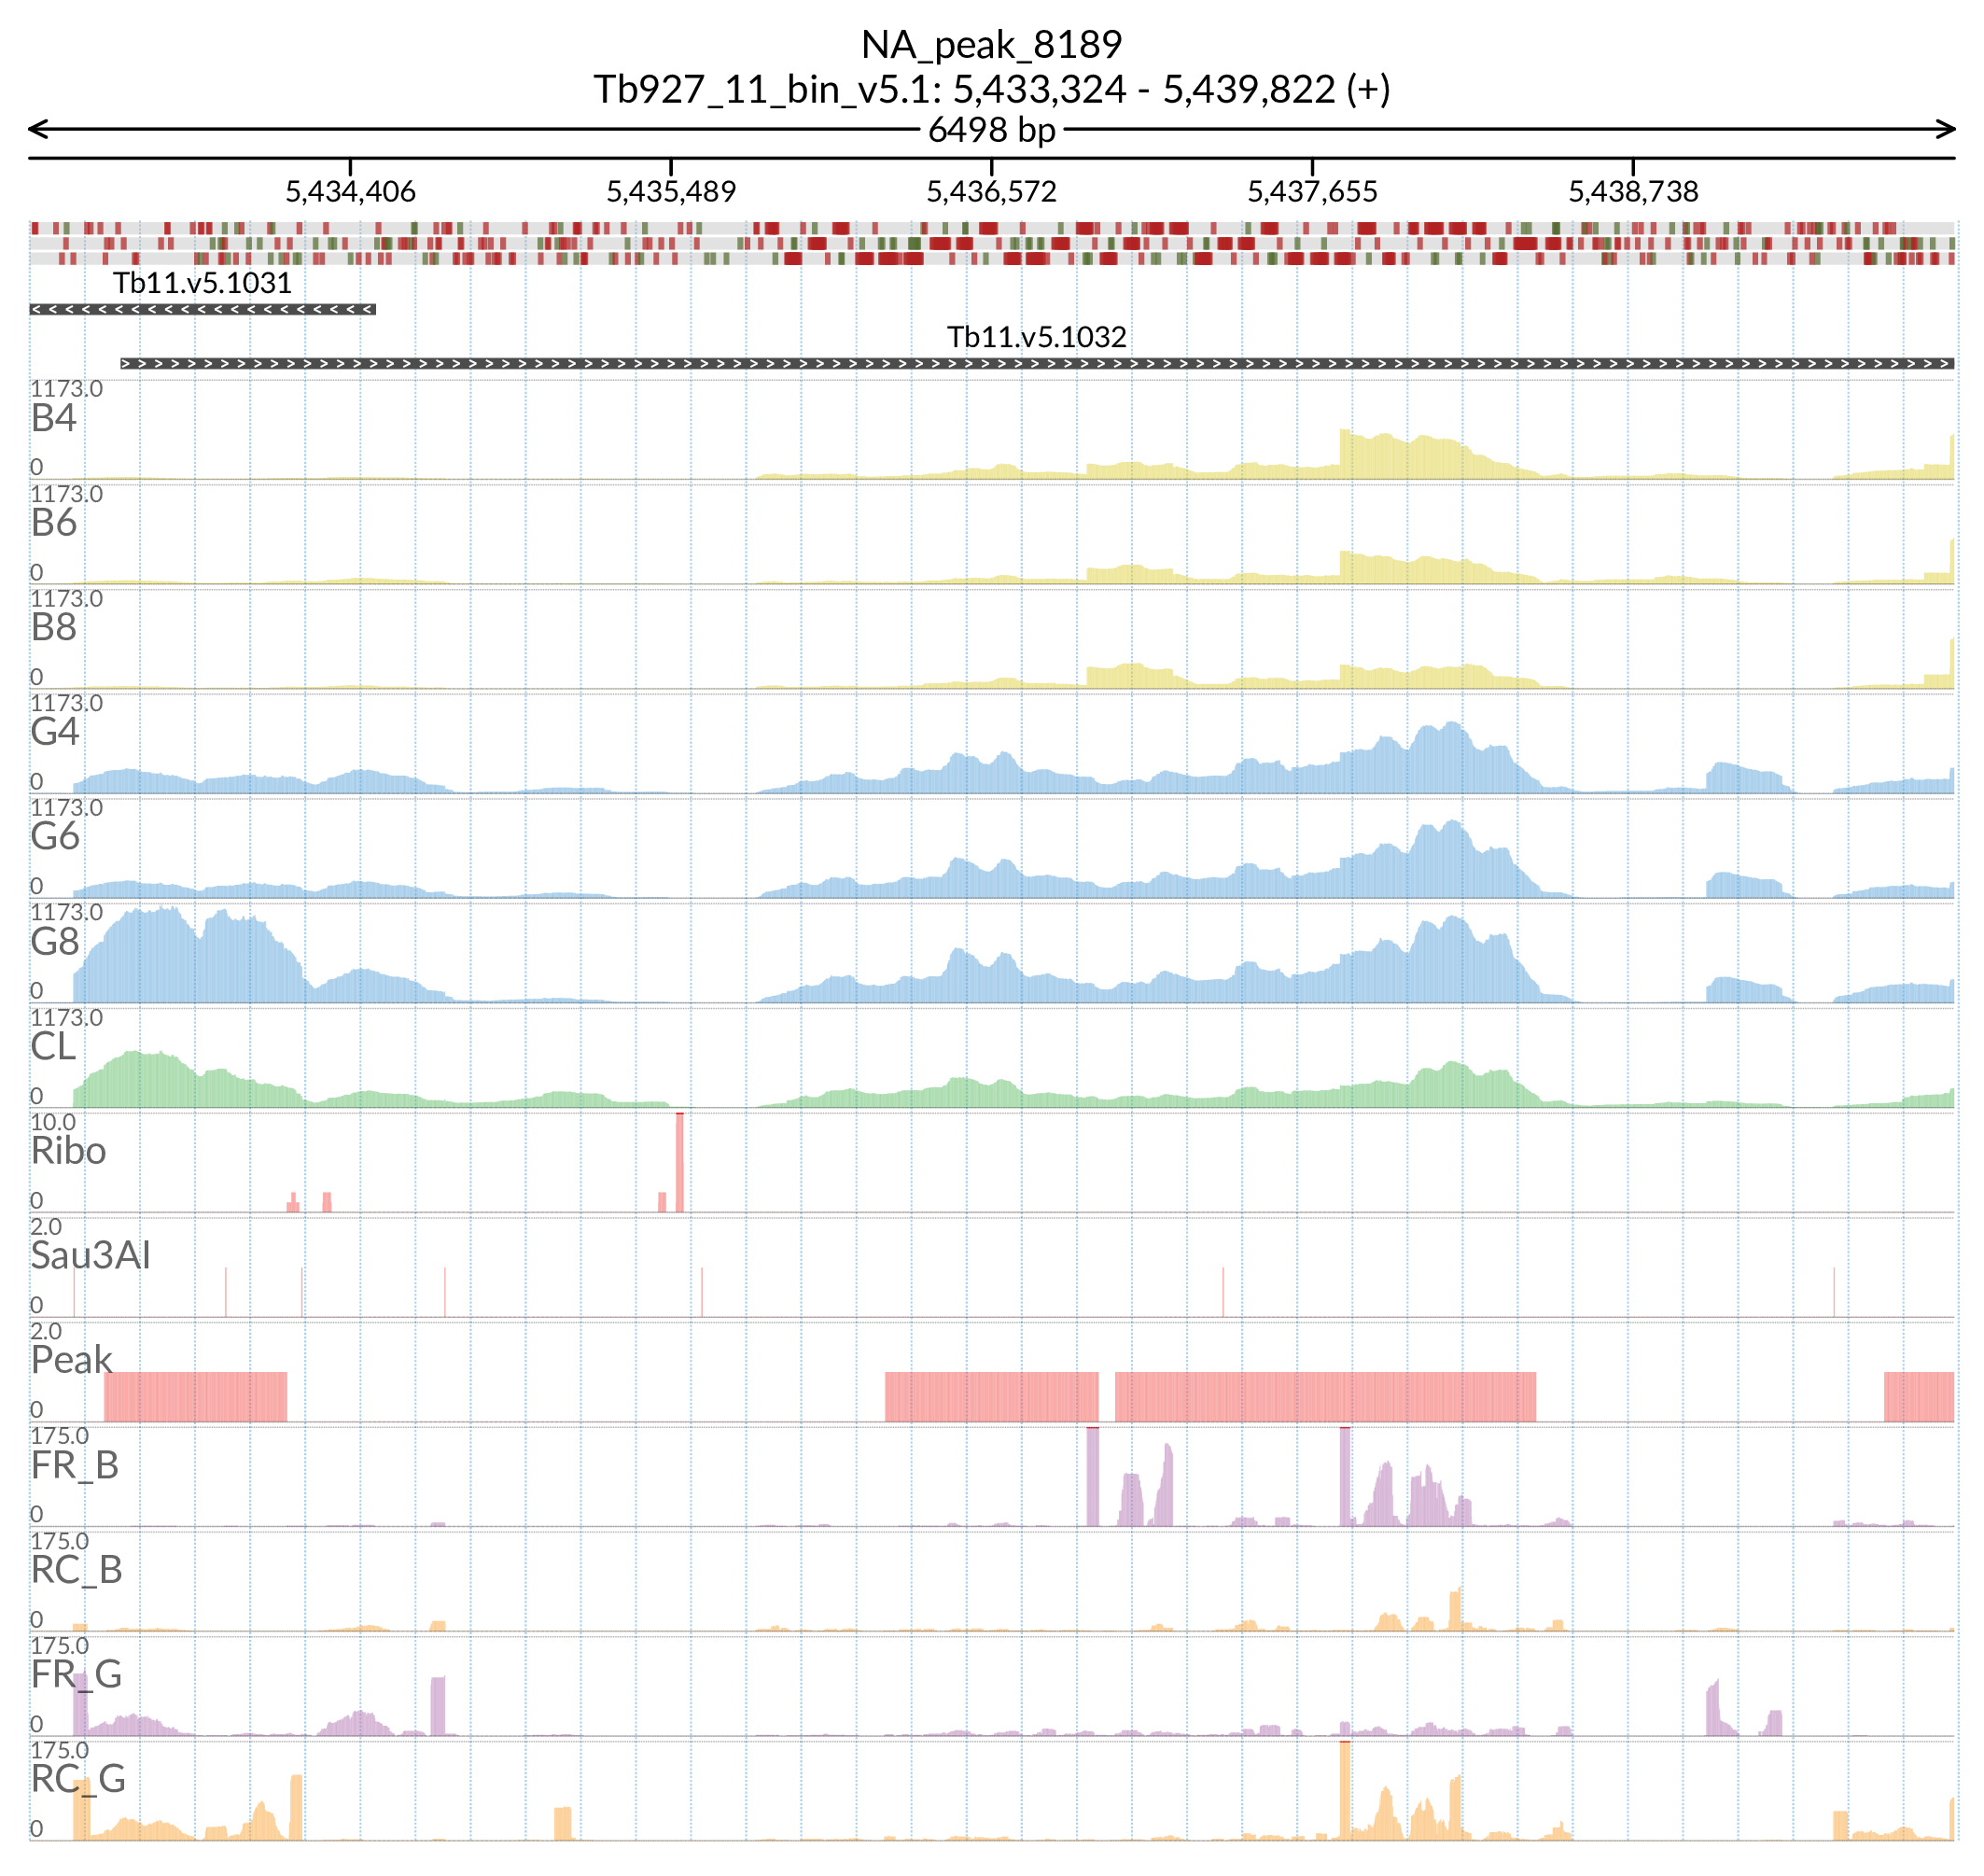 NA_peak_8189
Tb927_11_bin_v5.1: 5,433,324 - 5,439,822 (+)
6498 bp
5,434,406 5,435,489 5,436,572 5,437,655 5,438,738
Tb11.v5.1031
Tb11.v5.1032
1173.0
B4
0
1173.0
B6
0
1173.0
B8
0
1173.0
G4
0
1173.0
G6
0
1173.0
G8
0
1173.0
CL
0
10.0
Ribo
0
2.0
Sau3AI
0
2.0
Peak
0
175.0
FR_B
0
175.0
RC_B
0
175.0
FR_G
0
175.0
RC_G
0